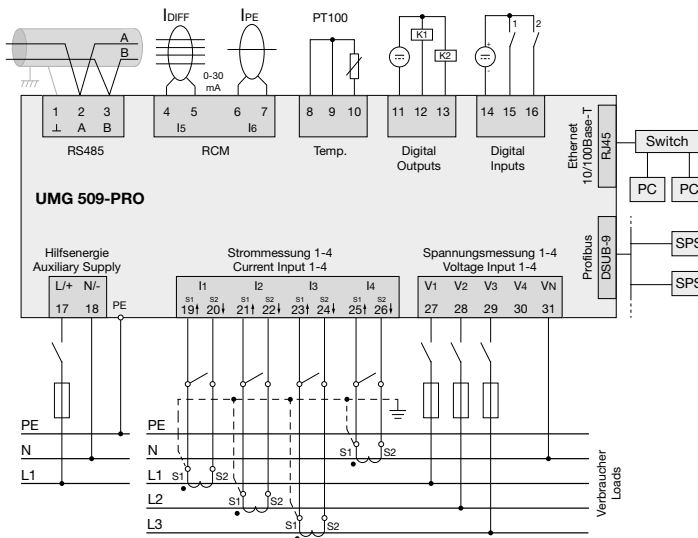 IDIFF IPE PT100
A
B
0-30
mA
K1
K2
+
-
1 2
1 2 3
⊥ A B
RS485
4 5 6 7
I5 I6
RCM
8 9 10
Temp.
11 12 13
Digital
Outputs
14 15 16
Digital
Inputs
Ethernet
10/100Base-T
RJ45
Switch
PC PC
UMG 509-PRO
Profibus
DSUB-9
SPS
SPS
Hilfsenergie
Auxiliary Supply
L/+ N/-
17 18 PE
Strommessung 1-4
Current Input 1-4
I1 I2 I3 I4
S1 S2 S1 S2 S1 S2 S1 S2
19 20 21 22 23 24 25 26
Spannungsmessung 1-4
Voltage Input 1-4
V1 V2 V3 V4 VN
27 28 29 30 31
PE
N
L1
PE
N
L1
L2
L3
S1 S2
S1 S2
S1 S2
S1 S2
Verbraucher
Loads